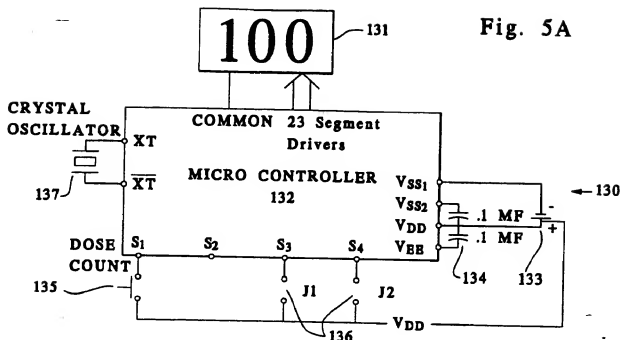 Fig. 5A
100
131
CRYSTAL
OSCILLATOR
137
XT
XT
COMMON 23 Segment
Drivers
MICRO CONTROLLER
132
VSS1
VSS2
VDD
VEE
.1 MF
.1 MF
-
+
130
133
134
DOSE
COUNT
S1
S2
S3
S4
135
J1
J2
136
VDD